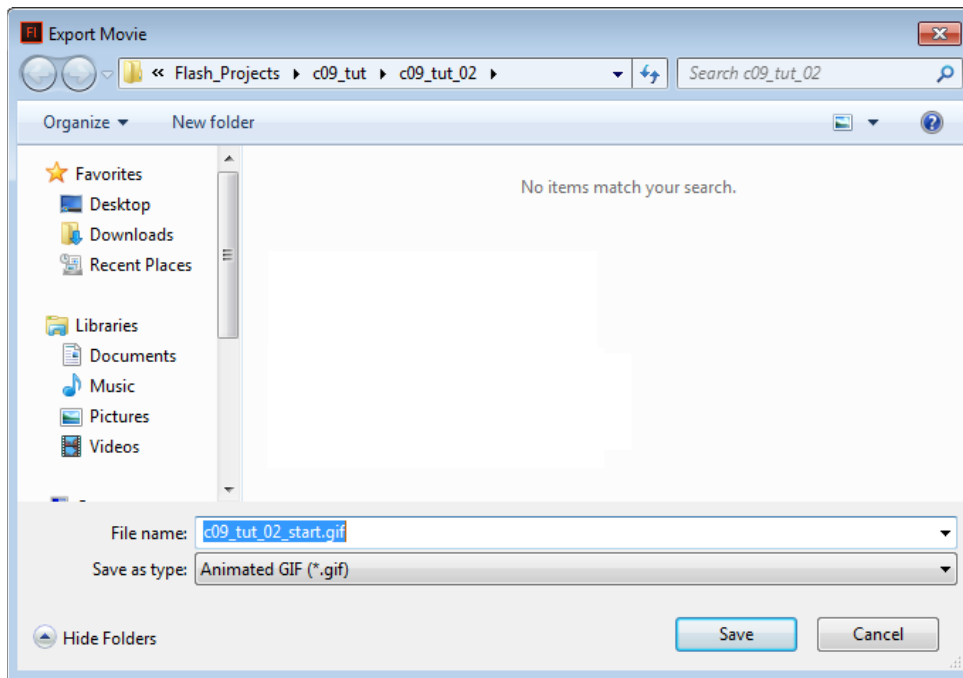 Fl Export Movie
« Flash_Projects ▸ c09_tut ▸ c09_tut_02 ▸ Search c09_tut_02
Organize ▾ New folder
Favorites
Desktop
Downloads
Recent Places
Libraries
Documents
Music
Pictures
Videos
No items match your search.
File name: c09_tut_02_start.gif
Save as type: Animated GIF (*.gif)
Hide Folders Save Cancel